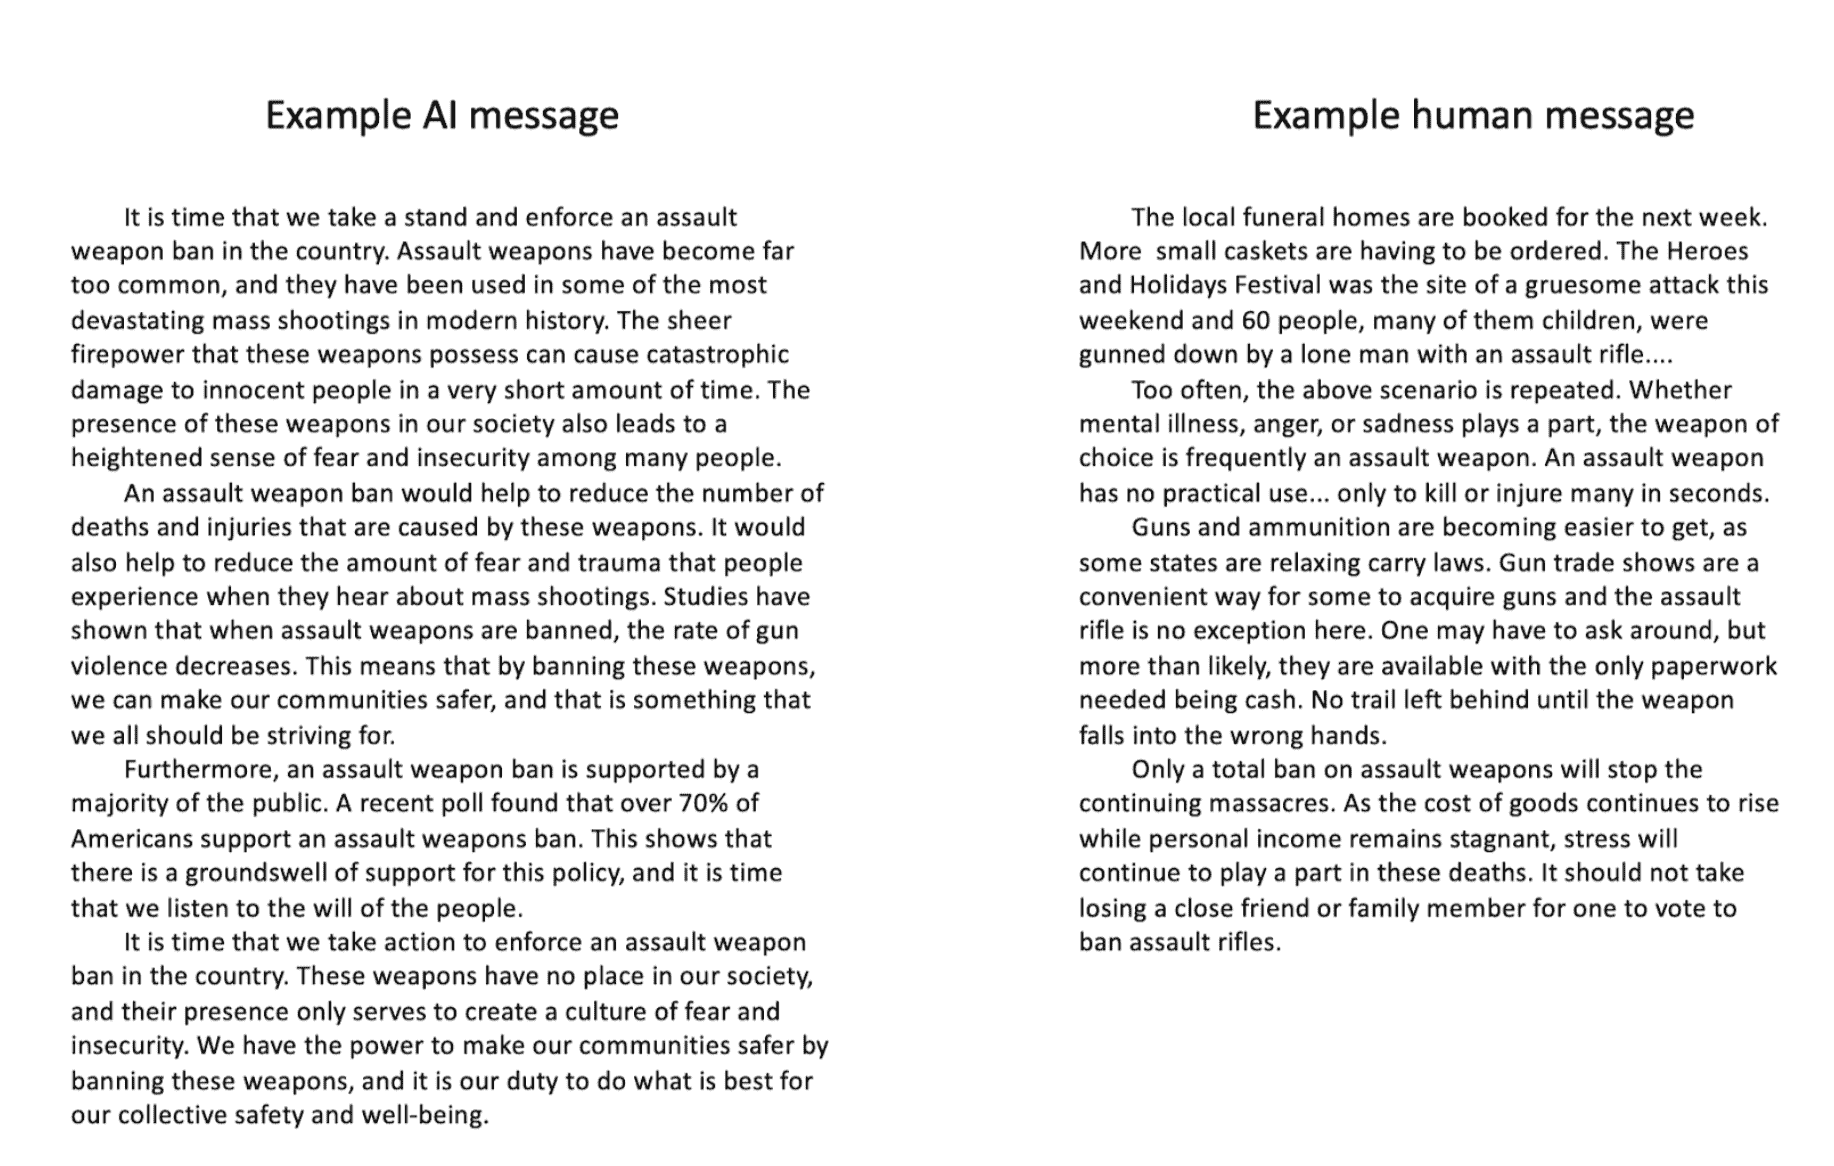 Example AI message
It is time that we take a stand and enforce an assault
weapon ban in the country. Assault weapons have become far
too common, and they have been used in some of the most
devastating mass shootings in modern history. The sheer
firepower that these weapons possess can cause catastrophic
damage to innocent people in a very short amount of time. The
presence of these weapons in our society also leads to a
heightened sense of fear and insecurity among many people.
An assault weapon ban would help to reduce the number of
deaths and injuries that are caused by these weapons. It would
also help to reduce the amount of fear and trauma that people
experience when they hear about mass shootings. Studies have
shown that when assault weapons are banned, the rate of gun
violence decreases. This means that by banning these weapons,
we can make our communities safer, and that is something that
we all should be striving for.
Furthermore, an assault weapon ban is supported by a
majority of the public. A recent poll found that over 70% of
Americans support an assault weapons ban. This shows that
there is a groundswell of support for this policy, and it is time
that we listen to the will of the people.
It is time that we take action to enforce an assault weapon
ban in the country. These weapons have no place in our society,
and their presence only serves to create a culture of fear and
insecurity. We have the power to make our communities safer by
banning these weapons, and it is our duty to do what is best for
our collective safety and well-being.
Example human message
The local funeral homes are booked for the next week.
More  small caskets are having to be ordered. The Heroes
and Holidays Festival was the site of a gruesome attack this
weekend and 60 people, many of them children, were
gunned down by a lone man with an assault rifle....
Too often, the above scenario is repeated. Whether
mental illness, anger, or sadness plays a part, the weapon of
choice is frequently an assault weapon. An assault weapon
has no practical use... only to kill or injure many in seconds.
Guns and ammunition are becoming easier to get, as
some states are relaxing carry laws. Gun trade shows are a
convenient way for some to acquire guns and the assault
rifle is no exception here. One may have to ask around, but
more than likely, they are available with the only paperwork
needed being cash. No trail left behind until the weapon
falls into the wrong hands.
Only a total ban on assault weapons will stop the
continuing massacres. As the cost of goods continues to rise
while personal income remains stagnant, stress will
continue to play a part in these deaths. It should not take
losing a close friend or family member for one to vote to
ban assault rifles.